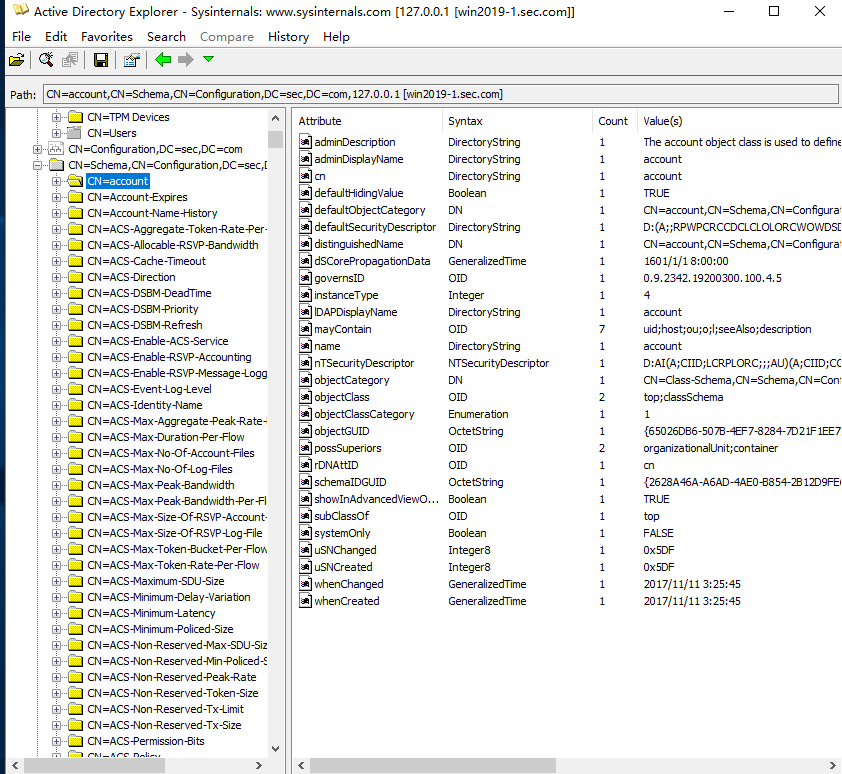 Active Directory Explorer - Sysinternals: www.sysinternals.com [127.0.0.1 [win2019-1.sec.com]]
File Edit Favorites Search Compare History Help
Path: CN=account,CN=Schema,CN=Configuration,DC=sec,DC=com,127.0.0.1 [win2019-1.sec.com]
CN=TPM Devices
CN=Users
CN=Configuration,DC=sec,DC=com
CN=Schema,CN=Configuration,DC=sec,
CN=account
CN=Account-Expires
CN=Account-Name-History
CN=ACS-Aggregate-Token-Rate-Per-
CN=ACS-Allocable-RSVP-Bandwidth
CN=ACS-Cache-Timeout
CN=ACS-Direction
CN=ACS-DSBM-DeadTime
CN=ACS-DSBM-Priority
CN=ACS-DSBM-Refresh
CN=ACS-Enable-ACS-Service
CN=ACS-Enable-RSVP-Accounting
CN=ACS-Enable-RSVP-Message-Logg
CN=ACS-Event-Log-Level
CN=ACS-Identity-Name
CN=ACS-Max-Aggregate-Peak-Rate-
CN=ACS-Max-Duration-Per-Flow
CN=ACS-Max-No-Of-Account-Files
CN=ACS-Max-No-Of-Log-Files
CN=ACS-Max-Peak-Bandwidth
CN=ACS-Max-Peak-Bandwidth-Per-Fl
CN=ACS-Max-Size-Of-RSVP-Account-
CN=ACS-Max-Size-Of-RSVP-Log-File
CN=ACS-Max-Token-Bucket-Per-Flow
CN=ACS-Max-Token-Rate-Per-Flow
CN=ACS-Maximum-SDU-Size
CN=ACS-Minimum-Delay-Variation
CN=ACS-Minimum-Latency
CN=ACS-Minimum-Policed-Size
CN=ACS-Non-Reserved-Max-SDU-Siz
CN=ACS-Non-Reserved-Min-Policed-S
CN=ACS-Non-Reserved-Peak-Rate
CN=ACS-Non-Reserved-Token-Size
CN=ACS-Non-Reserved-Tx-Limit
CN=ACS-Non-Reserved-Tx-Size
CN=ACS-Permission-Bits
CN=ACS-Policy
Attribute Syntax Count Value(s)
adminDescription DirectoryString 1 The account object class is used to define
adminDisplayName DirectoryString 1 account
cn DirectoryString 1 account
defaultHidingValue Boolean 1 TRUE
defaultObjectCategory DN 1 CN=account,CN=Schema,CN=Configura
defaultSecurityDescriptor DirectoryString 1 D:(A;;RPWPCRCCDCLCLOLORCWOWDSD
distinguishedName DN 1 CN=account,CN=Schema,CN=Configura
dSCorePropagationData GeneralizedTime 1 1601/1/1 8:00:00
governsID OID 1 0.9.2342.19200300.100.4.5
instanceType Integer 1 4
lDAPDisplayName DirectoryString 1 account
mayContain OID 7 uid;host;ou;o;l;seeAlso;description
name DirectoryString 1 account
nTSecurityDescriptor NTSecurityDescriptor 1 D:AI(A;CIID;LCRPLORC;;;AU)(A;CIID;CC
objectCategory DN 1 CN=Class-Schema,CN=Schema,CN=Conf
objectClass OID 2 top;classSchema
objectClassCategory Enumeration 1 1
objectGUID OctetString 1 {65026DB6-507B-4EF7-8284-7D21F1EE7
possSuperiors OID 2 organizationalUnit;container
rDNAttID OID 1 cn
schemaIDGUID OctetString 1 {2628A46A-A6AD-4AE0-B854-2B12D9FE
showInAdvancedViewO... Boolean 1 TRUE
subClassOf OID 1 top
systemOnly Boolean 1 FALSE
uSNChanged Integer8 1 0x5DF
uSNCreated Integer8 1 0x5DF
whenChanged GeneralizedTime 1 2017/11/11 3:25:45
whenCreated GeneralizedTime 1 2017/11/11 3:25:45